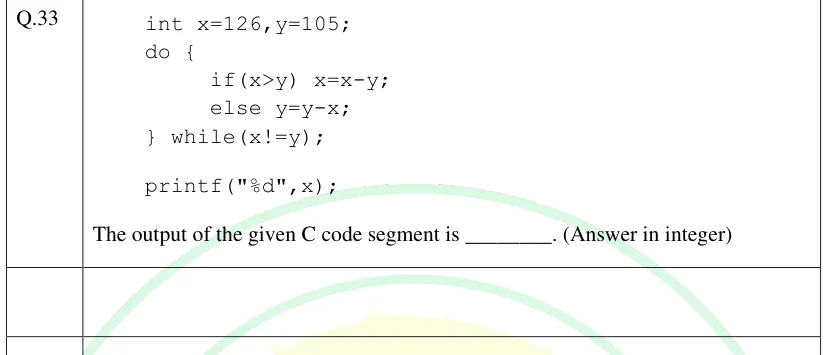 Q.33
int x=126,y=105;
do {
if(x>y) x=x-y;
else y=y-x;
} while(x!=y);
printf("%d",x);
The output of the given C code segment is ________. (Answer in integer)